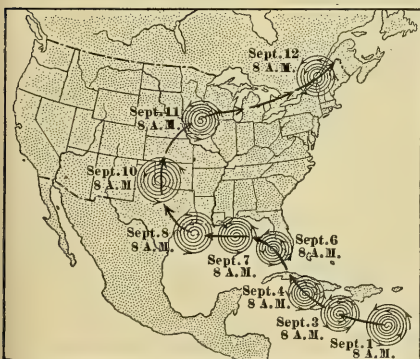 Sept.12
8 A.M.
Sept.11
8 A.M.
Sept.10
8 A.M.
Sept.8
8 A.M.
Sept.7
8 A.M.
Sept.6
8 A.M.
Sept.4
8 A.M.
Sept.3
8 A.M.
Sept.1
8 A.M.